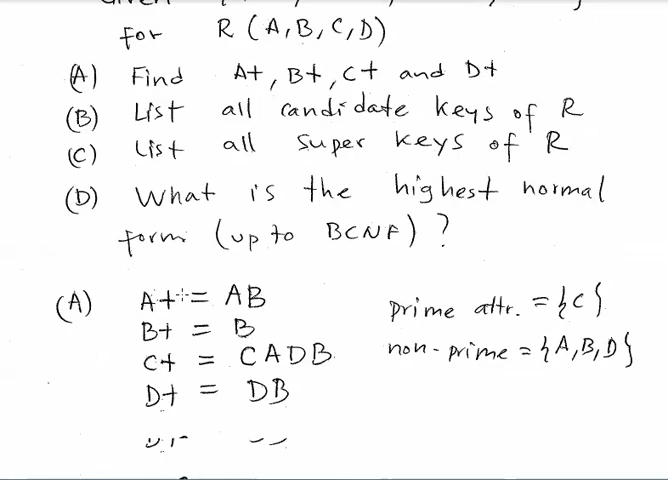 for R (A,B,C,D)
(A) Find A+, B+, C+ and D+
(B) List all candidate keys of R
(C) List all super keys of R
(D) What is the highest normal
form (up to BCNF) ?
(A) A+ = AB
B+ = B
C+ = CADB
D+ = DB
prime attr. = {C}
non-prime = {A,B,D}